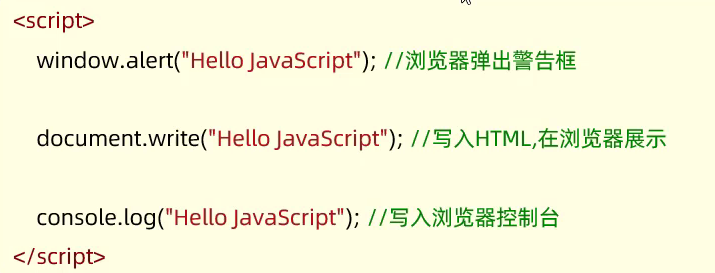 <script>
window.alert("Hello JavaScript"); //浏览器弹出警告框
document.write("Hello JavaScript"); //写入HTML,在浏览器展示
console.log("Hello JavaScript"); //写入浏览器控制台
</script>